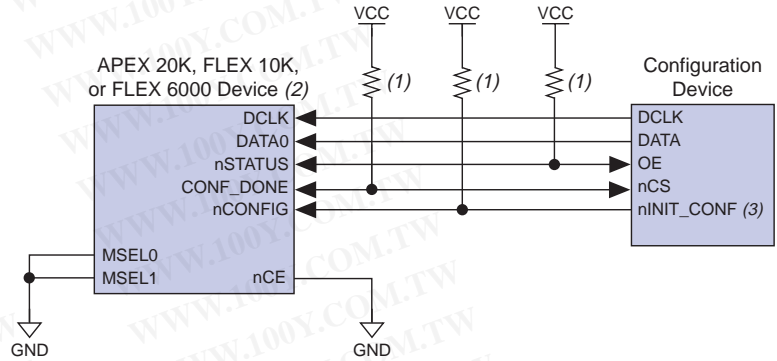 VCC VCC VCC
APEX 20K, FLEX 10K,
or FLEX 6000 Device (2)
(1) (1) (1)
Configuration
Device
DCLK
DATA0
nSTATUS
CONF_DONE
nCONFIG
MSEL0
MSEL1
nCE
DCLK
DATA
OE
nCS
nINIT_CONF (3)
GND
GND
WWW.100Y.COM.TW